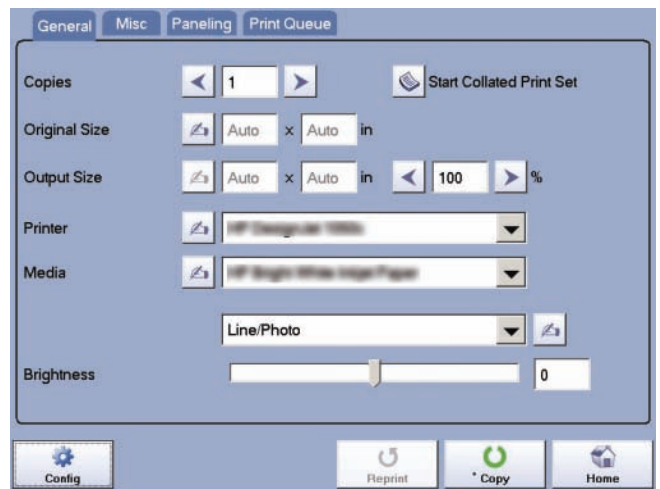 General Misc Paneling Print Queue
Copies 1 Start Collated Print Set
Original Size Auto x Auto in
Output Size Auto x Auto in 100 %
Printer
Media
Line/Photo
Brightness 0
Config Reprint Copy Home